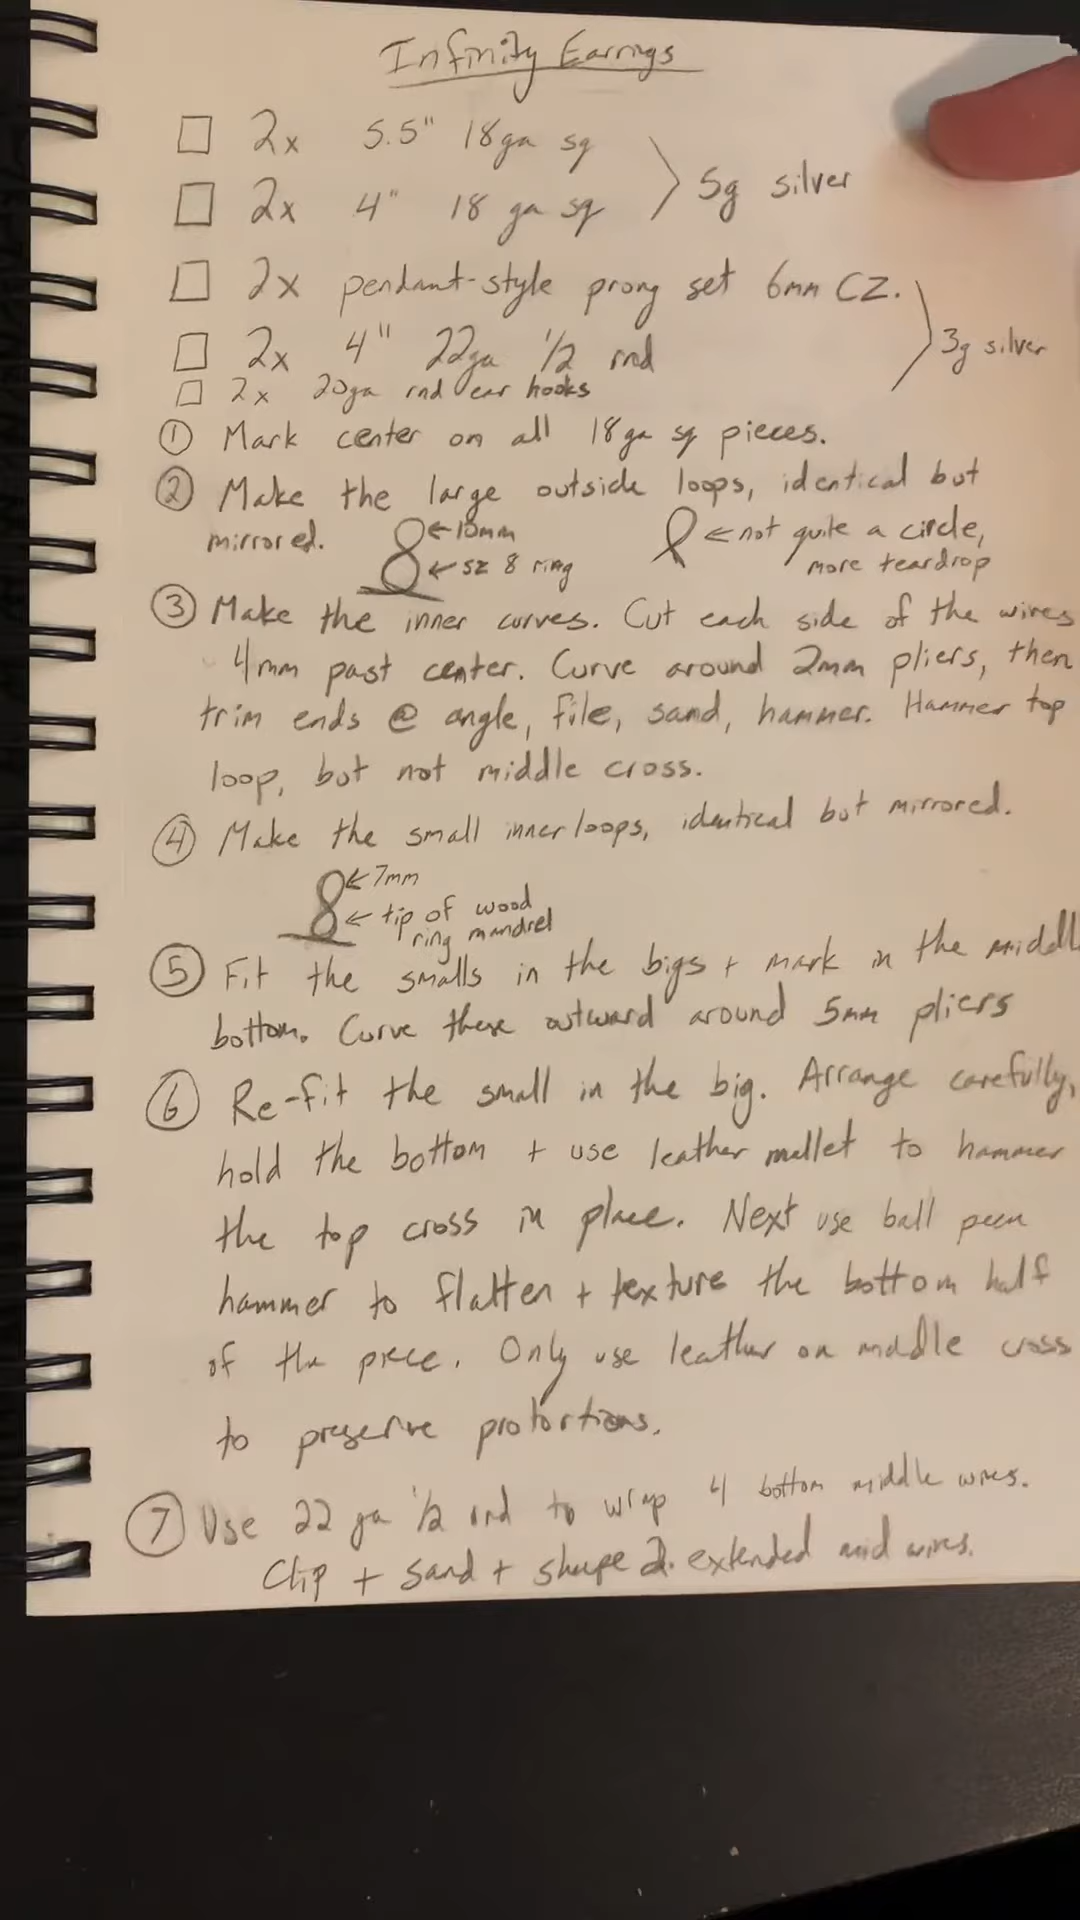 Infinity Earrings
2x 5.5" 18ga sq
2x 4" 18 ga sq
5g silver
2x pendant-style prong set 6mm CZ.
2x 4" 22ga 1/2 rnd
3g silver
2x 20ga rnd ear hooks
① Mark center on all 18ga sq pieces.
② Make the large outside loops, identical but
mirrored.
←10mm
←sz 8 ring
←not quite a circle,
more teardrop
③ Make the inner curves. Cut each side of the wires
4mm past center. Curve around 2mm pliers, then
trim ends @ angle, file, sand, hammer. Hammer top
loop, but not middle cross.
④ Make the small inner loops, identical but mirrored.
←7mm
←tip of wood
ring mandrel
⑤ Fit the smalls in the bigs + mark in the middle
bottom. Curve these outward around 5mm pliers
⑥ Re-fit the small in the big. Arrange carefully,
hold the bottom + use leather mallet to hammer
the top cross in place. Next use ball peen
hammer to flatten + texture the bottom half
of the piece. Only use leather on middle cross
to preserve protortions.
⑦ Use 22 ga 1/2 rnd to wrap 4 bottom middle wires.
Clip + sand + shape 2 extended mid wires.